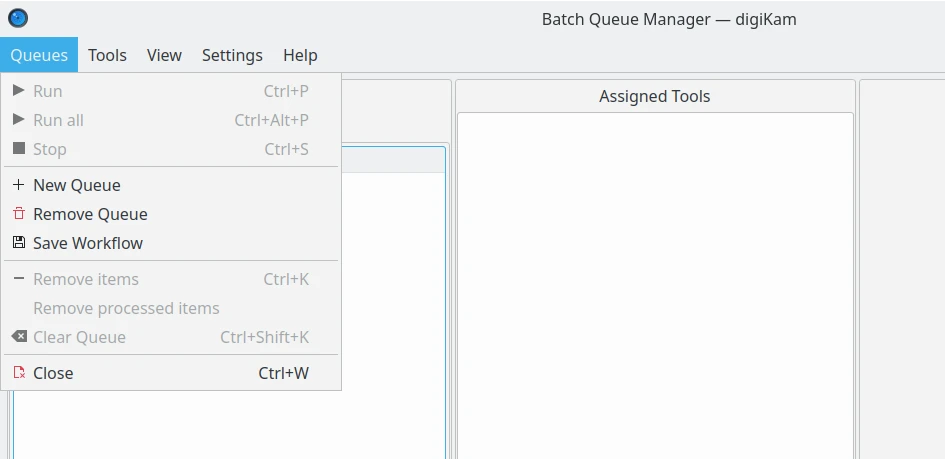 Batch Queue Manager — digiKam
Queues Tools View Settings Help
Run Ctrl+P
Run all Ctrl+Alt+P
Stop Ctrl+S
New Queue
Remove Queue
Save Workflow
Remove items Ctrl+K
Remove processed items
Clear Queue Ctrl+Shift+K
Close Ctrl+W
Assigned Tools